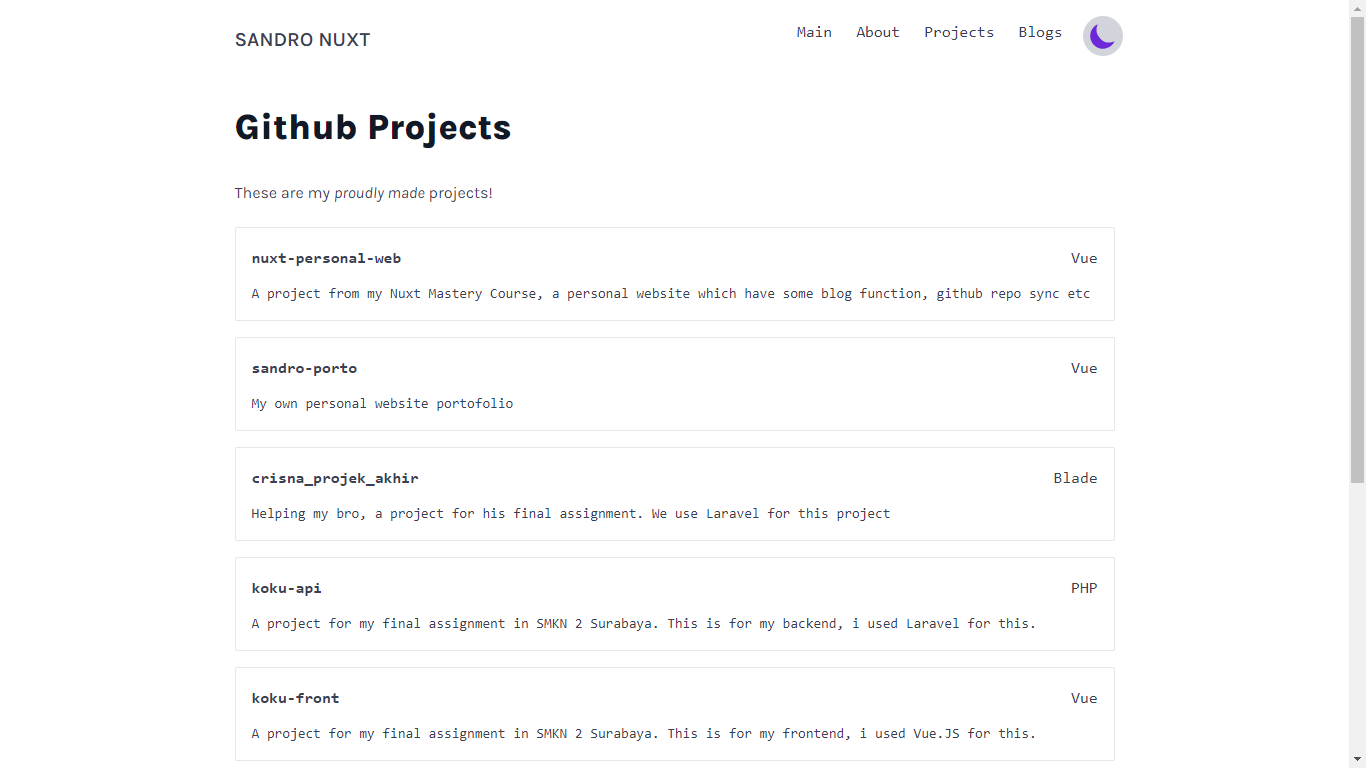 SANDRO NUXT
Main About Projects Blogs
Github Projects
These are my proudly made projects!
nuxt-personal-web Vue
A project from my Nuxt Mastery Course, a personal website which have some blog function, github repo sync etc
sandro-porto Vue
My own personal website portofolio
crisna_projek_akhir Blade
Helping my bro, a project for his final assignment. We use Laravel for this project
koku-api PHP
A project for my final assignment in SMKN 2 Surabaya. This is for my backend, i used Laravel for this.
koku-front Vue
A project for my final assignment in SMKN 2 Surabaya. This is for my frontend, i used Vue.JS for this.